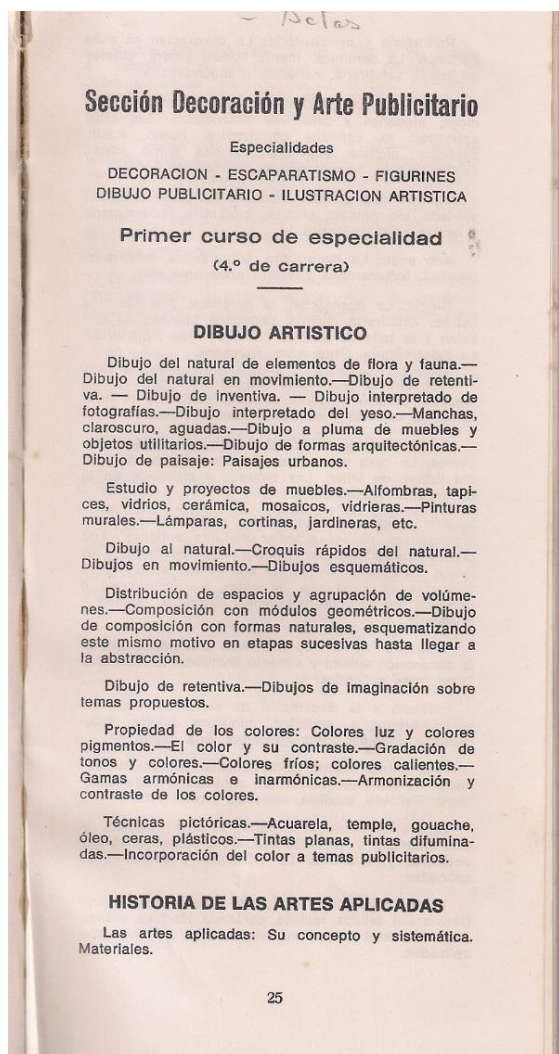 - Actas
Sección Decoración y Arte Publicitario
Especialidades
DECORACION - ESCAPARATISMO - FIGURINES
DIBUJO PUBLICITARIO - ILUSTRACION ARTISTICA
Primer curso de especialidad
(4.º de carrera)
DIBUJO ARTISTICO
Dibujo del natural de elementos de flora y fauna.—
Dibujo del natural en movimiento.—Dibujo de retenti-
va. — Dibujo de inventiva. — Dibujo interpretado de
fotografías.—Dibujo interpretado del yeso.—Manchas,
claroscuro, aguadas.—Dibujo a pluma de muebles y
objetos utilitarios.—Dibujo de formas arquitectónicas.—
Dibujo de paisaje: Paisajes urbanos.
Estudio y proyectos de muebles.—Alfombras, tapi-
ces, vidrios, cerámica, mosaicos, vidrieras.—Pinturas
murales.—Lámparas, cortinas, jardineras, etc.
Dibujo al natural.—Croquis rápidos del natural.—
Dibujos en movimiento.—Dibujos esquemáticos.
Distribución de espacios y agrupación de volúme-
nes.—Composición con módulos geométricos.—Dibujo
de composición con formas naturales, esquematizando
este mismo motivo en etapas sucesivas hasta llegar a
la abstracción.
Dibujo de retentiva.—Dibujos de imaginación sobre
temas propuestos.
Propiedad de los colores: Colores luz y colores
pigmentos.—El color y su contraste.—Gradación de
tonos y colores.—Colores fríos; colores calientes.—
Gamas armónicas e inarmónicas.—Armonización y
contraste de los colores.
Técnicas pictóricas.—Acuarela, temple, gouache,
óleo, ceras, plásticos.—Tintas planas, tintas difumina-
das.—Incorporación del color a temas publicitarios.
HISTORIA DE LAS ARTES APLICADAS
Las artes aplicadas: Su concepto y sistemática.
Materiales.
25